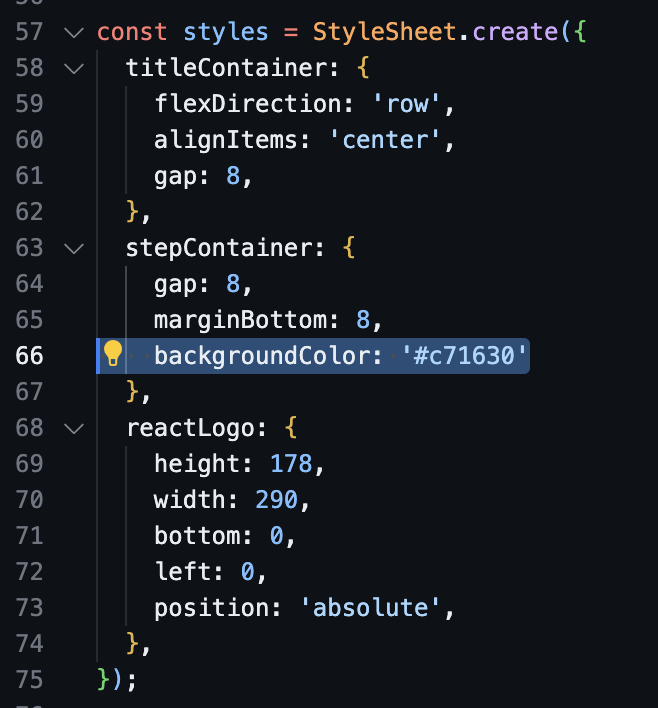 57 const styles = StyleSheet.create({
58 titleContainer: {
59 flexDirection: 'row',
60 alignItems: 'center',
61 gap: 8,
62 },
63 stepContainer: {
64 gap: 8,
65 marginBottom: 8,
66 backgroundColor: '#c71630'
67 },
68 reactLogo: {
69 height: 178,
70 width: 290,
71 bottom: 0,
72 left: 0,
73 position: 'absolute',
74 },
75 });